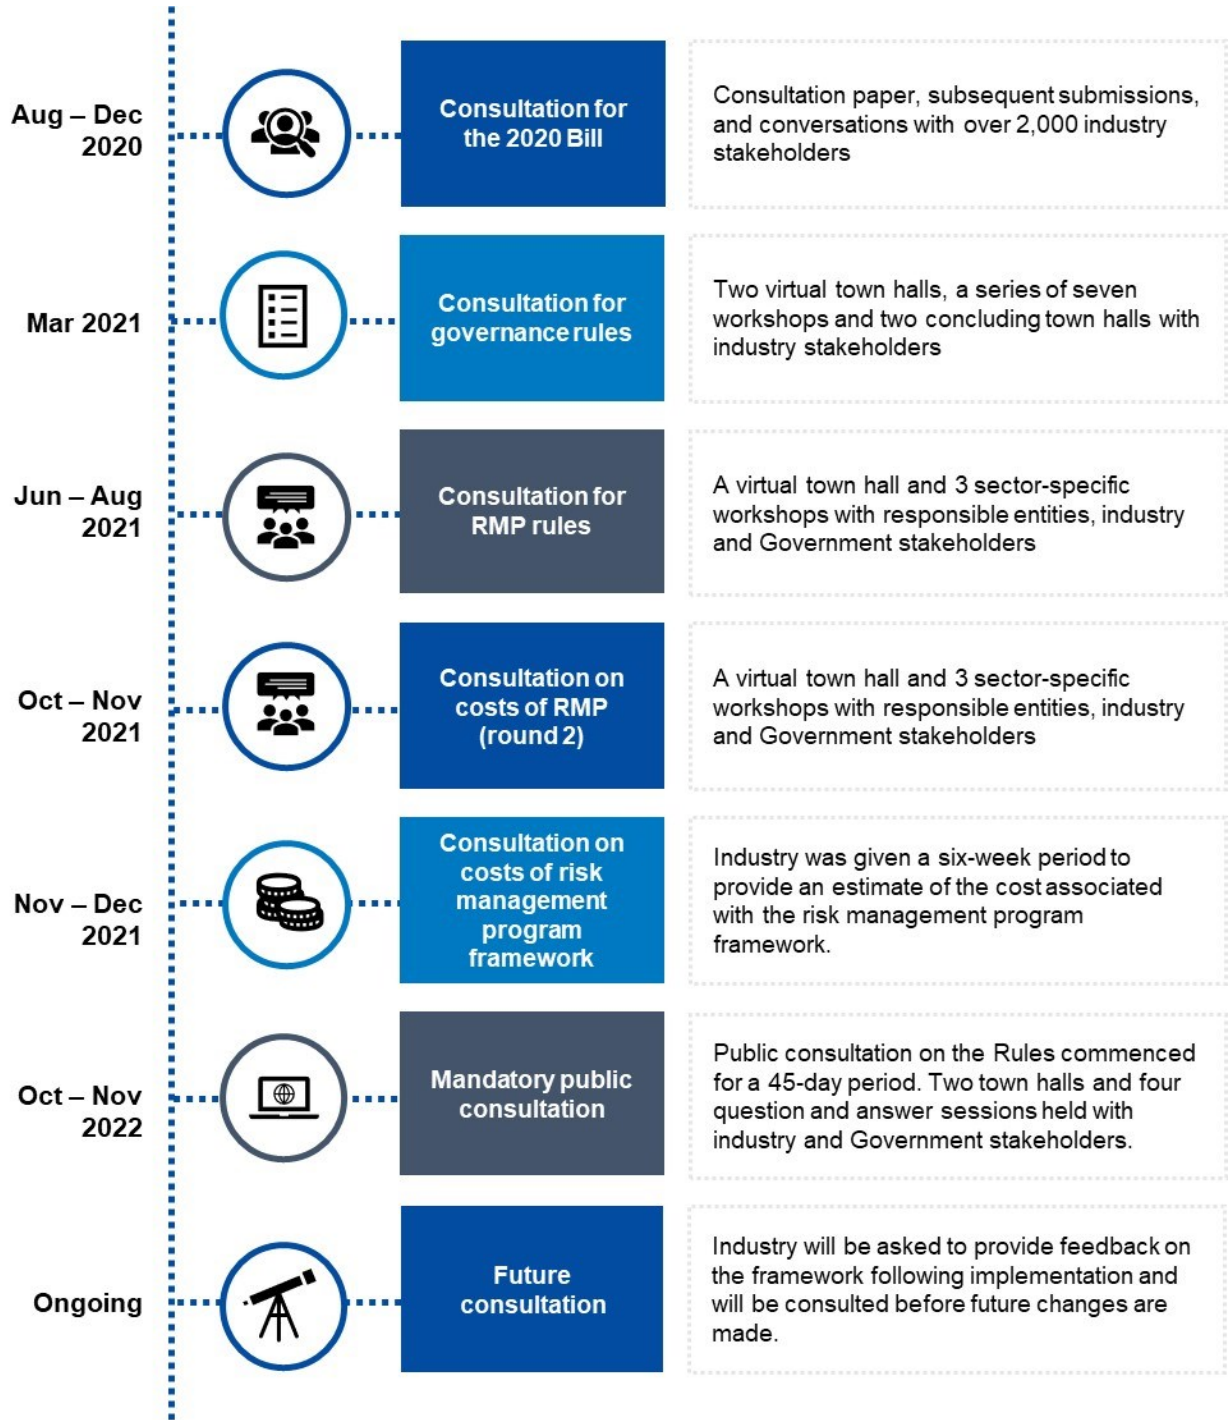 Aug – Dec
2020
Consultation for
the 2020 Bill
Consultation paper, subsequent submissions,
and conversations with over 2,000 industry
stakeholders
Mar 2021
Consultation for
governance rules
Two virtual town halls, a series of seven
workshops and two concluding town halls with
industry stakeholders
Jun – Aug
2021
Consultation for
RMP rules
A virtual town hall and 3 sector-specific
workshops with responsible entities, industry
and Government stakeholders
Oct – Nov
2021
Consultation on
costs of RMP
(round 2)
A virtual town hall and 3 sector-specific
workshops with responsible entities, industry
and Government stakeholders
Nov – Dec
2021
Consultation on
costs of risk
management
program
framework
Industry was given a six-week period to
provide an estimate of the cost associated
with the risk management program
framework.
Oct – Nov
2022
Mandatory public
consultation
Public consultation on the Rules commenced
for a 45-day period. Two town halls and four
question and answer sessions held with
industry and Government stakeholders.
Ongoing
Future
consultation
Industry will be asked to provide feedback on
the framework following implementation and
will be consulted before future changes are
made.